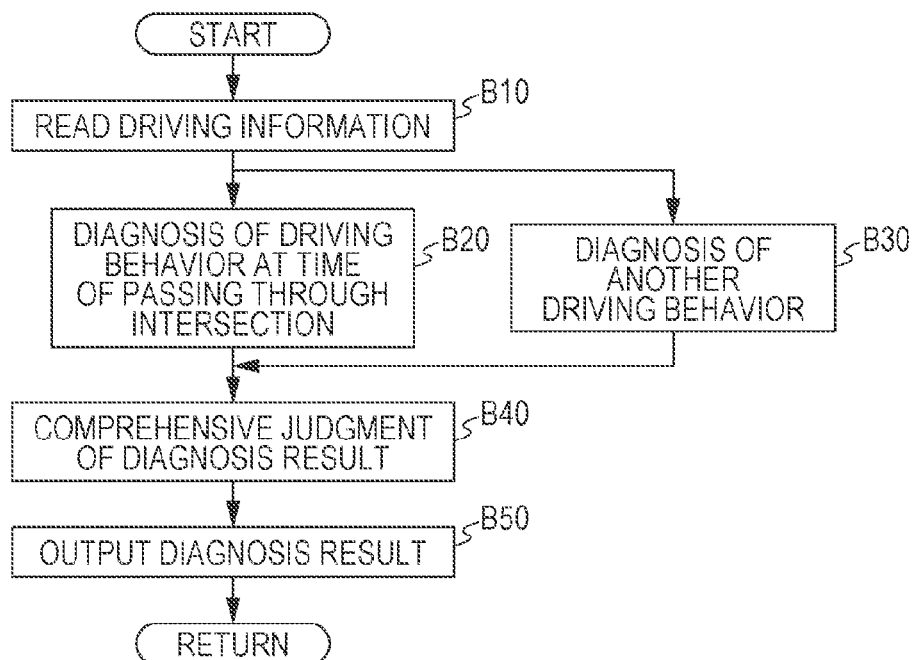 START
B10
READ DRIVING INFORMATION
DIAGNOSIS OF DRIVING
BEHAVIOR AT TIME
OF PASSING THROUGH
INTERSECTION
B20
DIAGNOSIS OF
ANOTHER
DRIVING BEHAVIOR
B30
COMPREHENSIVE JUDGMENT
OF DIAGNOSIS RESULT
B40
OUTPUT DIAGNOSIS RESULT
B50
RETURN